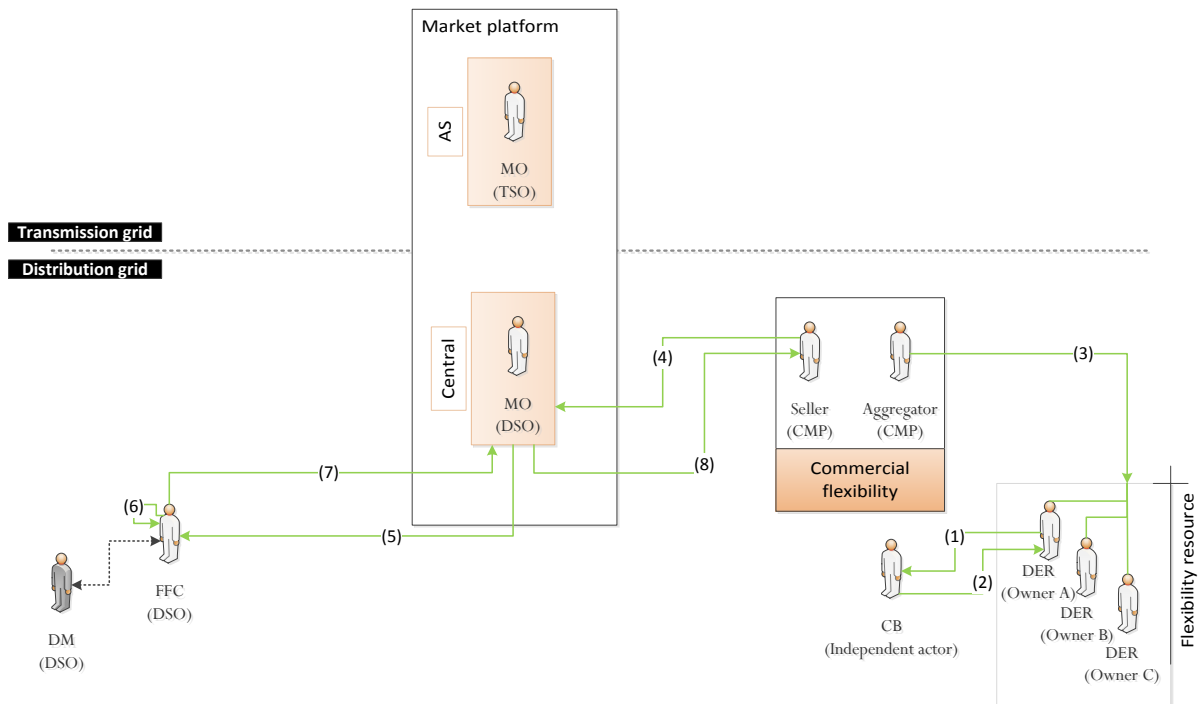 Market platform
AS
MO
(TSO)
Transmission grid
Distribution grid
Central
MO
(DSO)
(4)
(3)
Seller
(CMP)
Aggregator
(CMP)
(7)
(8)
Commercial
flexibility
(6)
(5)
(1)
(2)
FFC
(DSO)
DM
(DSO)
CB
(Independent actor)
DER
(Owner A)
DER
(Owner B)
DER
(Owner C)
Flexibility resource